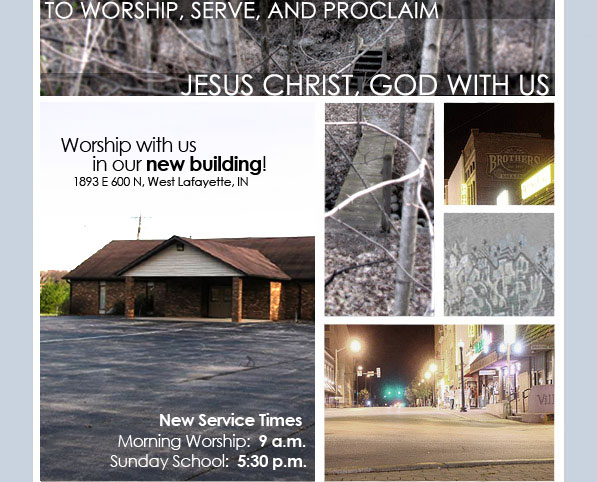 TO WORSHIP, SERVE, AND PROCLAIM
JESUS CHRIST, GOD WITH US
Worship with us
in our new building!
1893 E 600 N, West Lafayette, IN
BROTHERS
New Service Times
Morning Worship: 9 a.m.
Sunday School: 5:30 p.m.